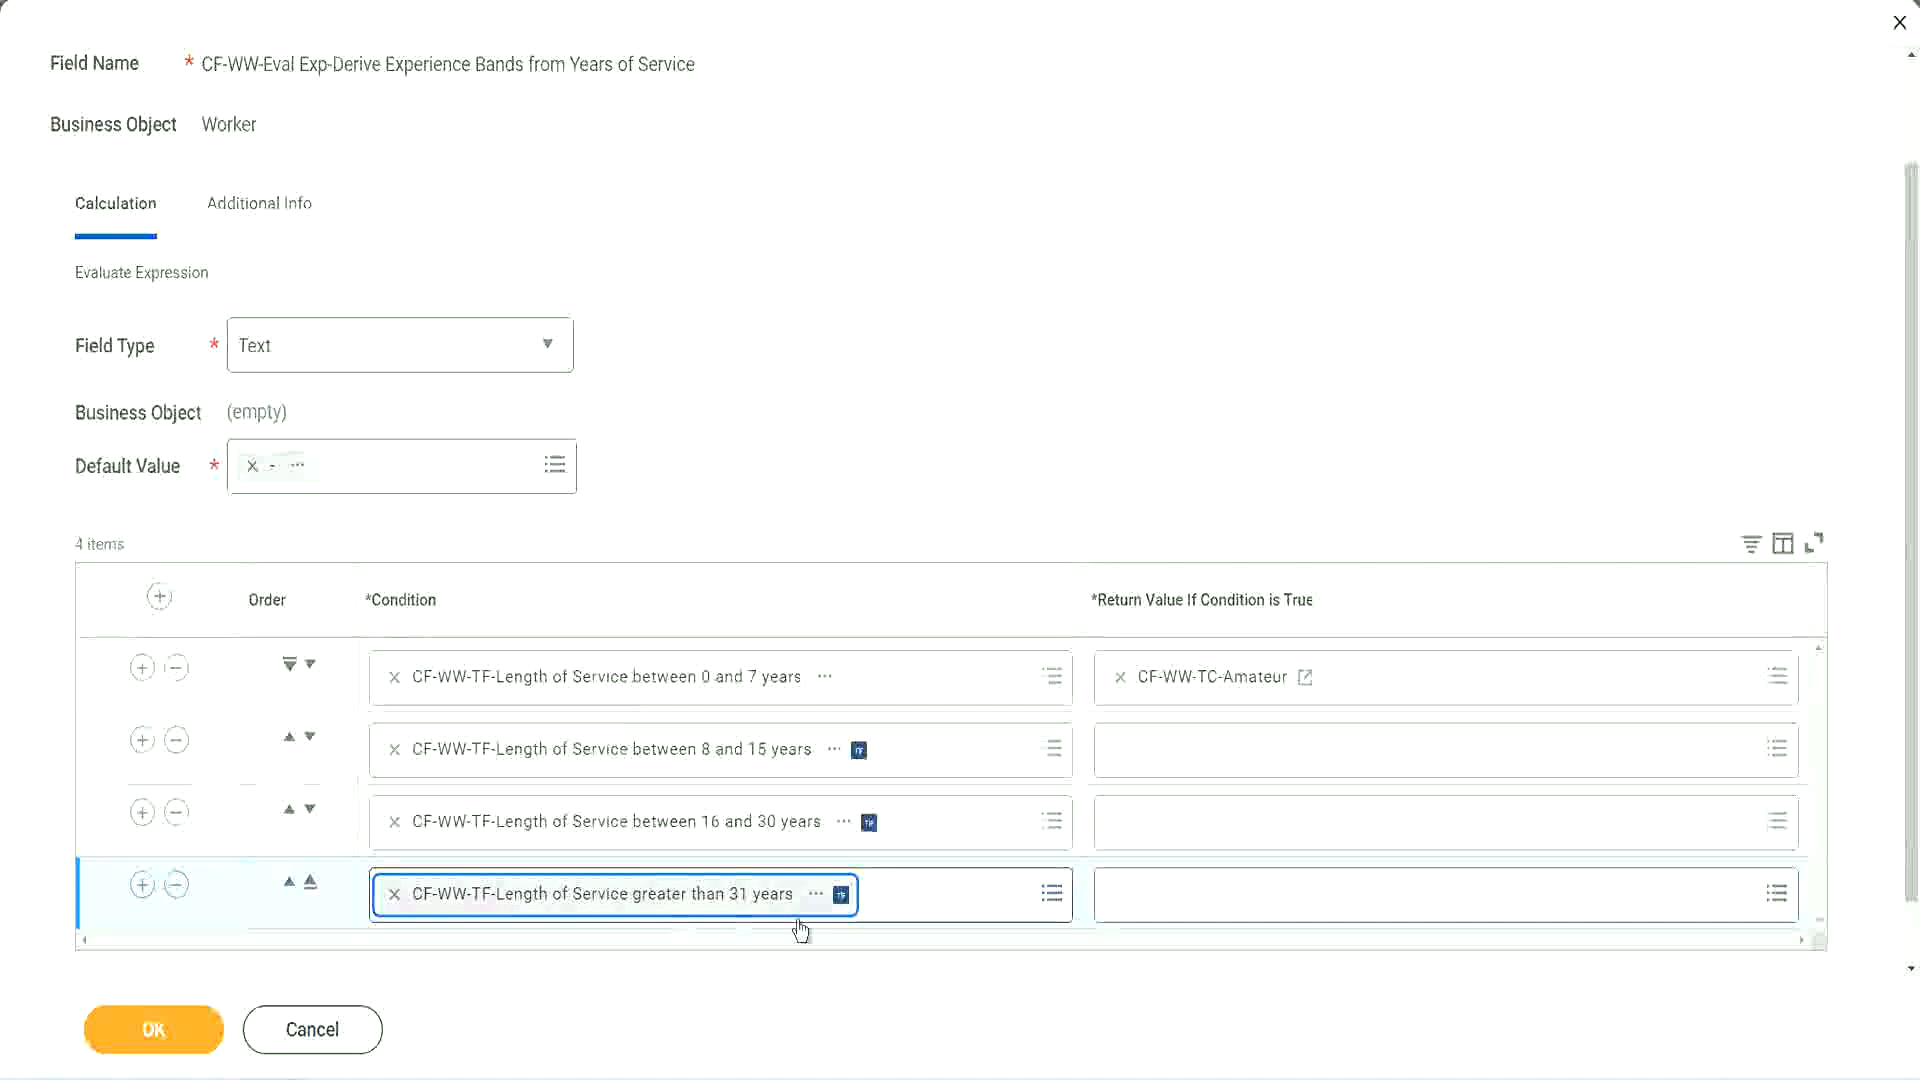 Field Name * CF-WW-Eval Exp-Derive Experience Bands from Years of Service
Business Object Worker
Calculation Additional Info
Evaluate Expression
Field Type * Text
Business Object (empty)
Default Value * × - ...
4 items
Order *Condition *Return Value If Condition is True
CF-WW-TF-Length of Service between 0 and 7 years ... CF-WW-TC-Amateur
CF-WW-TF-Length of Service between 8 and 15 years ...
CF-WW-TF-Length of Service between 16 and 30 years ...
CF-WW-TF-Length of Service greater than 31 years ...
OK Cancel